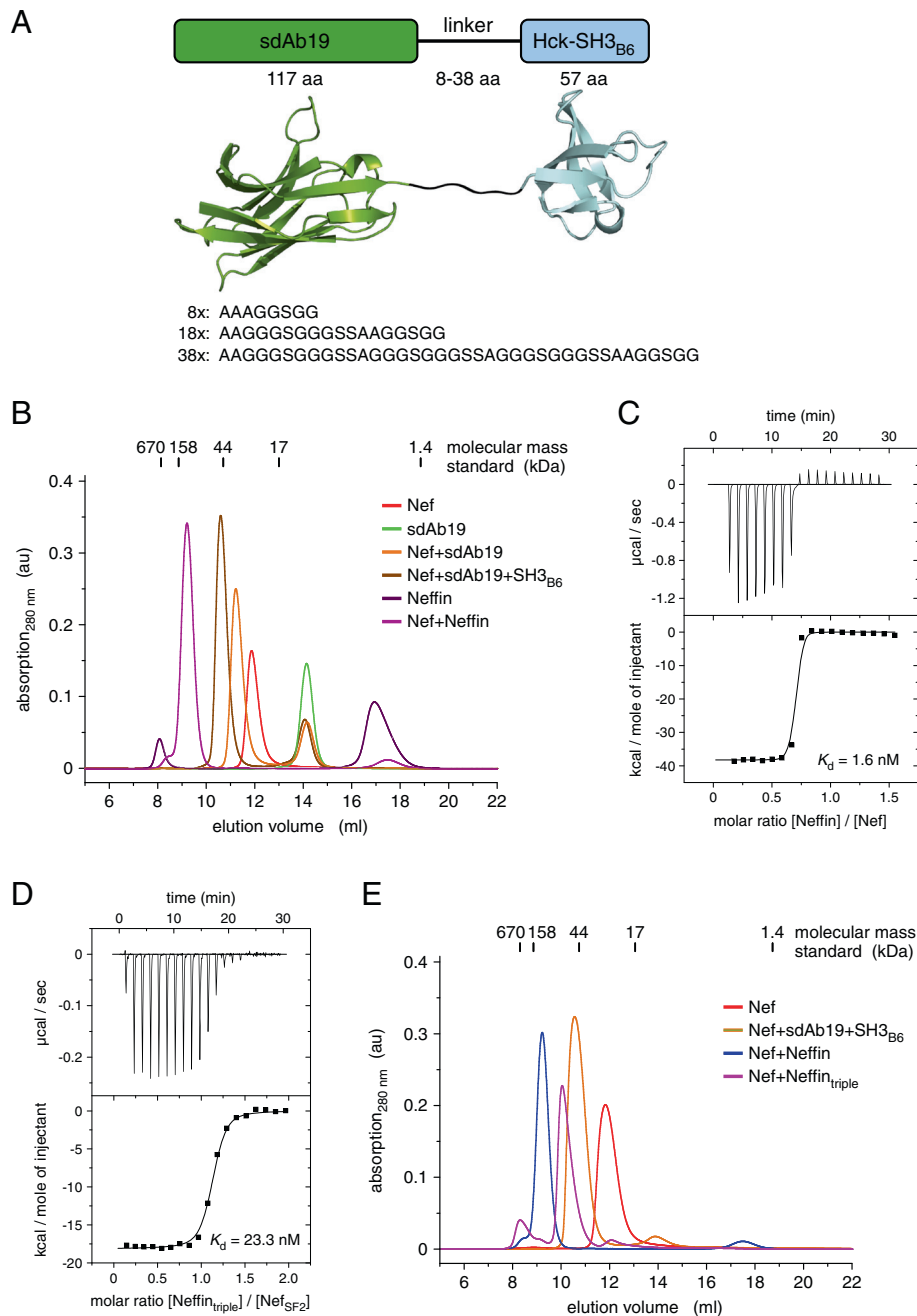 A
linker
sdAb19
Hck-SH3B6
117 aa
8-38 aa
57 aa
8x: AAAGGSGG
18x: AAGGGSGGGSSAAGGSGG
38x: AAGGGSGGGSSAGGGSGGGSSAGGGSGGGSSAAGGSGG
B
670 158 44 17 1.4 molecular mass
standard (kDa)
0.4
0.3
0.2
0.1
0
absorption280 nm (au)
Nef
sdAb19
Nef+sdAb19
Nef+sdAb19+SH3B6
Neffin
Nef+Neffin
6 8 10 12 14 16 18 20 22
elution volume (ml)
C
time (min)
0 10 20 30
0
-0.4
-0.8
-1.2
µcal / sec
0
-10
-20
-30
-40
kcal / mole of injectant
Kd = 1.6 nM
0.0 0.5 1.0 1.5
molar ratio [Neffin] / [Nef]
D
time (min)
0 10 20 30
0
-0.1
-0.2
µcal / sec
0
-5
-10
-15
-20
kcal / mole of injectant
Kd = 23.3 nM
0.0 0.5 1.0 1.5 2.0
molar ratio [Neffintriple] / [NefSF2]
E
670 158 44 17 1.4 molecular mass
standard (kDa)
0.4
0.3
0.2
0.1
0
absorption280 nm (au)
Nef
Nef+sdAb19+SH3B6
Nef+Neffin
Nef+Neffintriple
6 8 10 12 14 16 18 20 22
elution volume (ml)